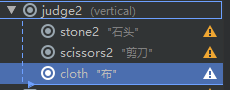 judge2 (vertical)
stone2 "石头"
scissors2 "剪刀"
cloth "布"